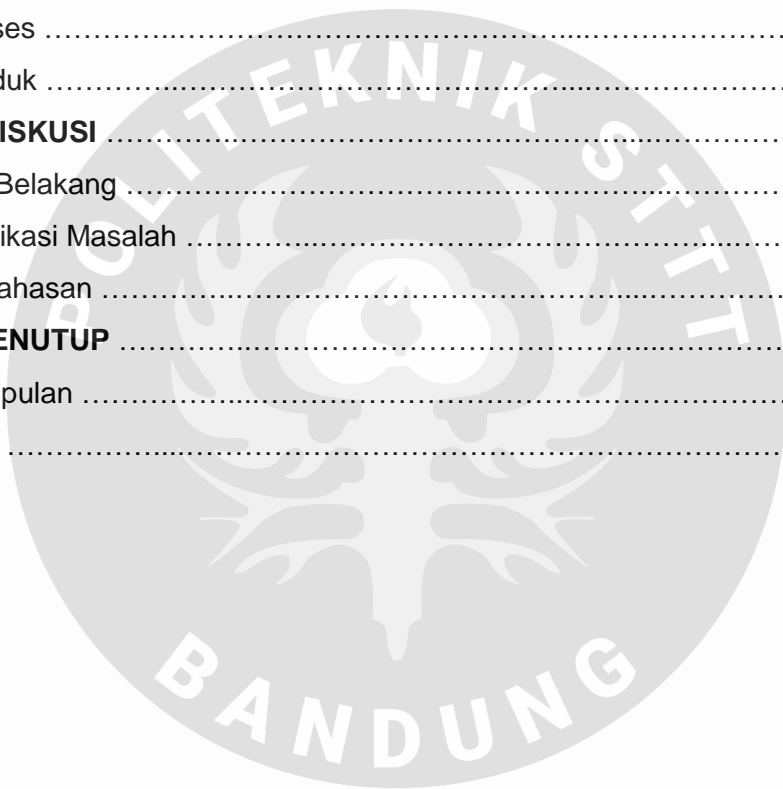 ses …………..……………………………………...…………………
duk …………...…………………………………....…………………
ISKUSI …………..……………………………………..……………
Belakang …………..…………………………………..……………
ikasi Masalah …………..…………………………………..………
ahasan …………..……………………………………...……………
ENUTUP …………..…………………………………...……………
pulan ……………...…………………………………..……………
……………....……………………………………………………
POLITEKNIK STTT
BANDUNG